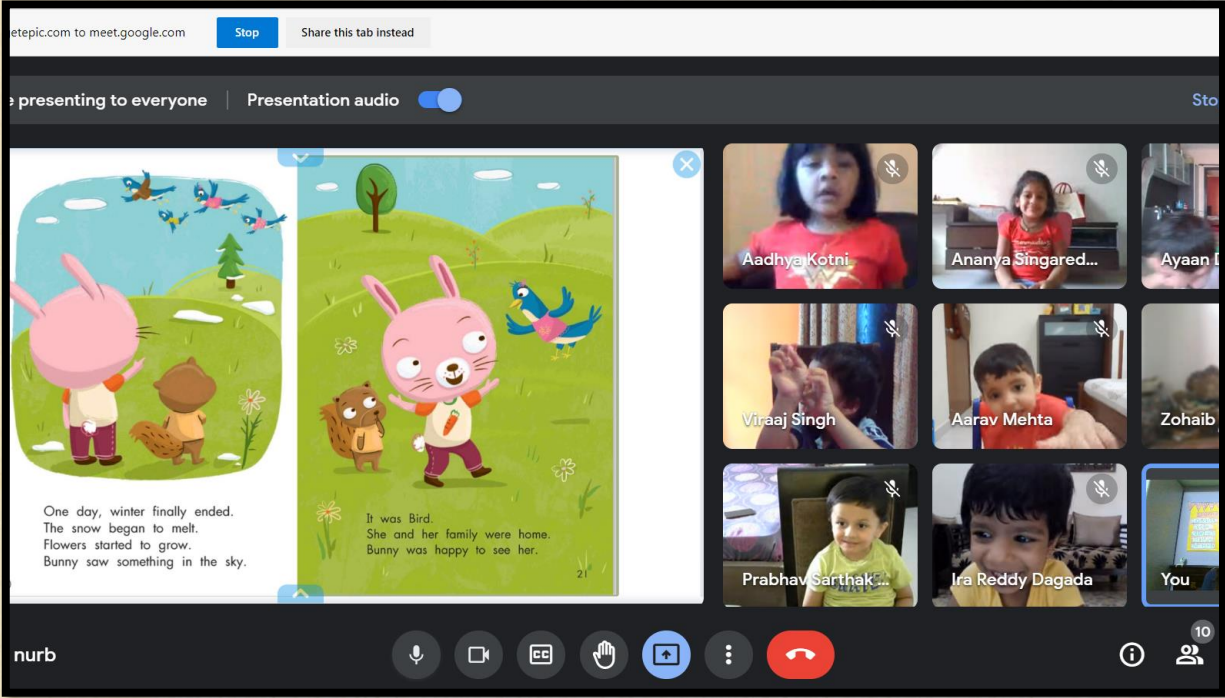 etepic.com to meet.google.com Stop Share this tab instead
e presenting to everyone Presentation audio Sto
One day, winter finally ended.
The snow began to melt.
Flowers started to grow.
Bunny saw something in the sky.
It was Bird.
She and her family were home.
Bunny was happy to see her.
21
Aadhya Kotni
Ananya Singared...
Ayaan D
Viraaj Singh
Aarav Mehta
Zohaib
Prabhav Sarthak ...
Ira Reddy Dagada
You
nurb
CC
10